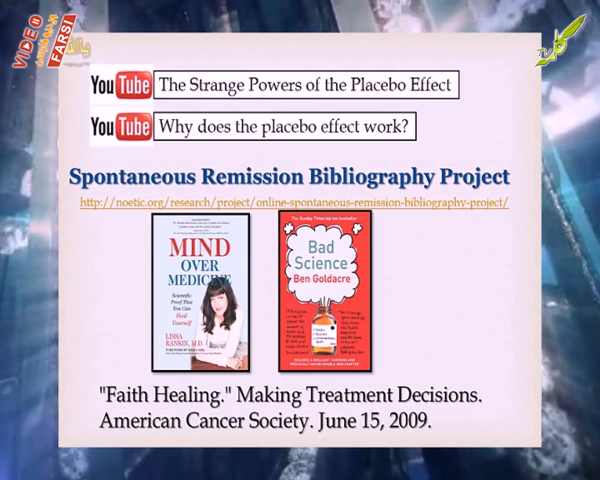 VIDEO
FARSI
TV
YouTube The Strange Powers of the Placebo Effect
YouTube Why does the placebo effect work?
Spontaneous Remission Bibliography Project
http://noetic.org/research/project/online-spontaneous-remission-bibliography-project/
MIND
OVER
MEDICINE
Scientific
Proof That
You Can
Heal
Yourself
LISSA
RANKIN, M.D.
The Sunday Times top ten bestseller
Bad
Science
Ben Goldacre
"Faith Healing." Making Treatment Decisions.
American Cancer Society. June 15, 2009.